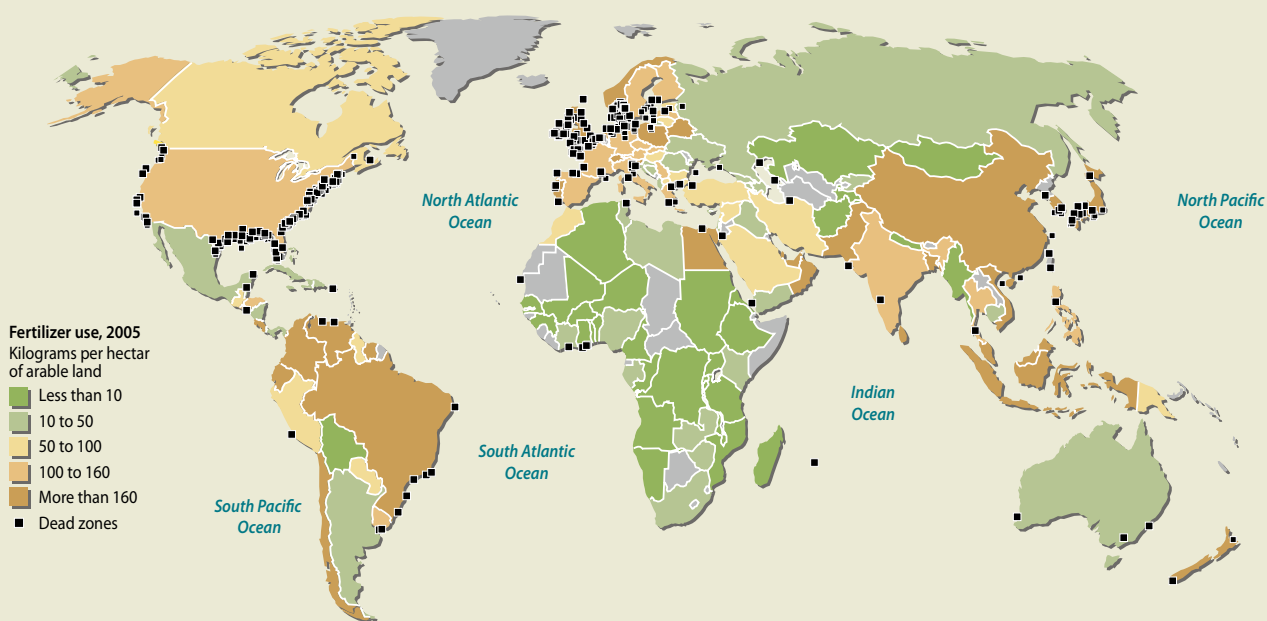 North Atlantic
Ocean
North Pacific
Ocean
Fertilizer use, 2005
Kilograms per hectar
of arable land
Less than 10
10 to 50
50 to 100
100 to 160
More than 160
Dead zones
Indian
Ocean
South Atlantic
Ocean
South Pacific
Ocean